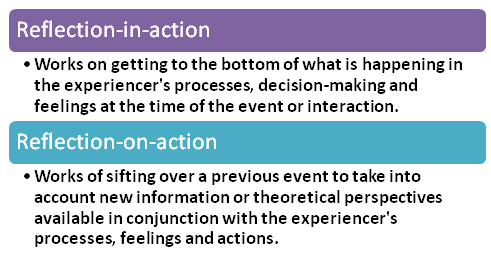 Reflection-in-action
• Works on getting to the bottom of what is happening in
the experiencer's processes, decision-making and
feelings at the time of the event or interaction.
Reflection-on-action
• Works of sifting over a previous event to take into
account new information or theoretical perspectives
available in conjunction with the experiencer's
processes, feelings and actions.